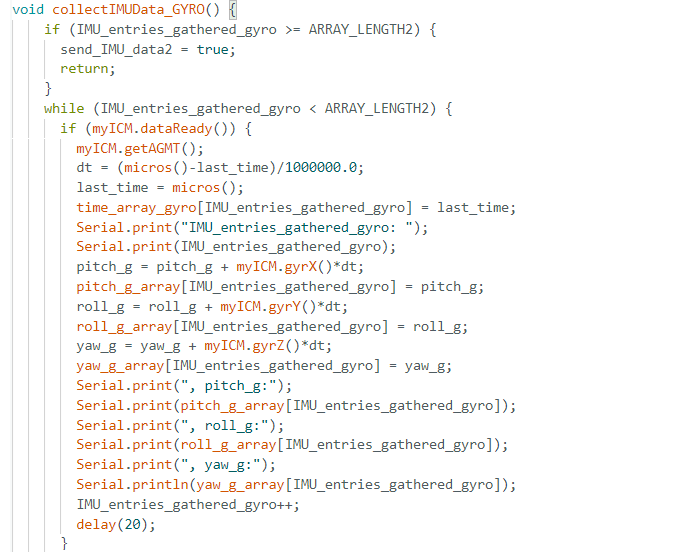 void collectIMUData_GYRO() {
if (IMU_entries_gathered_gyro >= ARRAY_LENGTH2) {
send_IMU_data2 = true;
return;
}
while (IMU_entries_gathered_gyro < ARRAY_LENGTH2) {
if (myICM.dataReady()) {
myICM.getAGMT();
dt = (micros()-last_time)/1000000.0;
last_time = micros();
time_array_gyro[IMU_entries_gathered_gyro] = last_time;
Serial.print("IMU_entries_gathered_gyro: ");
Serial.print(IMU_entries_gathered_gyro);
pitch_g = pitch_g + myICM.gyrX()*dt;
pitch_g_array[IMU_entries_gathered_gyro] = pitch_g;
roll_g = roll_g + myICM.gyrY()*dt;
roll_g_array[IMU_entries_gathered_gyro] = roll_g;
yaw_g = yaw_g + myICM.gyrZ()*dt;
yaw_g_array[IMU_entries_gathered_gyro] = yaw_g;
Serial.print(", pitch_g:");
Serial.print(pitch_g_array[IMU_entries_gathered_gyro]);
Serial.print(", roll_g:");
Serial.print(roll_g_array[IMU_entries_gathered_gyro]);
Serial.print(", yaw_g:");
Serial.println(yaw_g_array[IMU_entries_gathered_gyro]);
IMU_entries_gathered_gyro++;
delay(20);
}